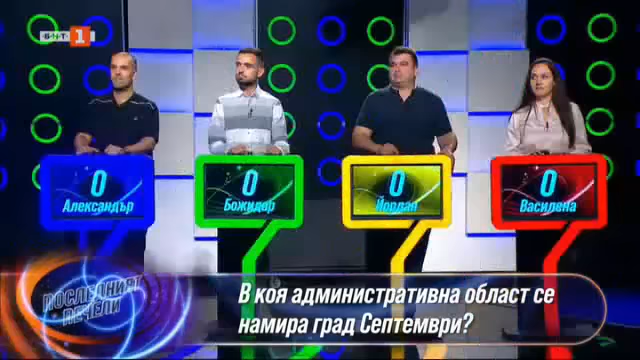 БНТ 1
0
Александър
0
Божидар
0
Йордан
0
Василена
ПОСЛЕДНИЯТ
ПЕЧЕЛИ
В коя административна област се
намира град Септември?